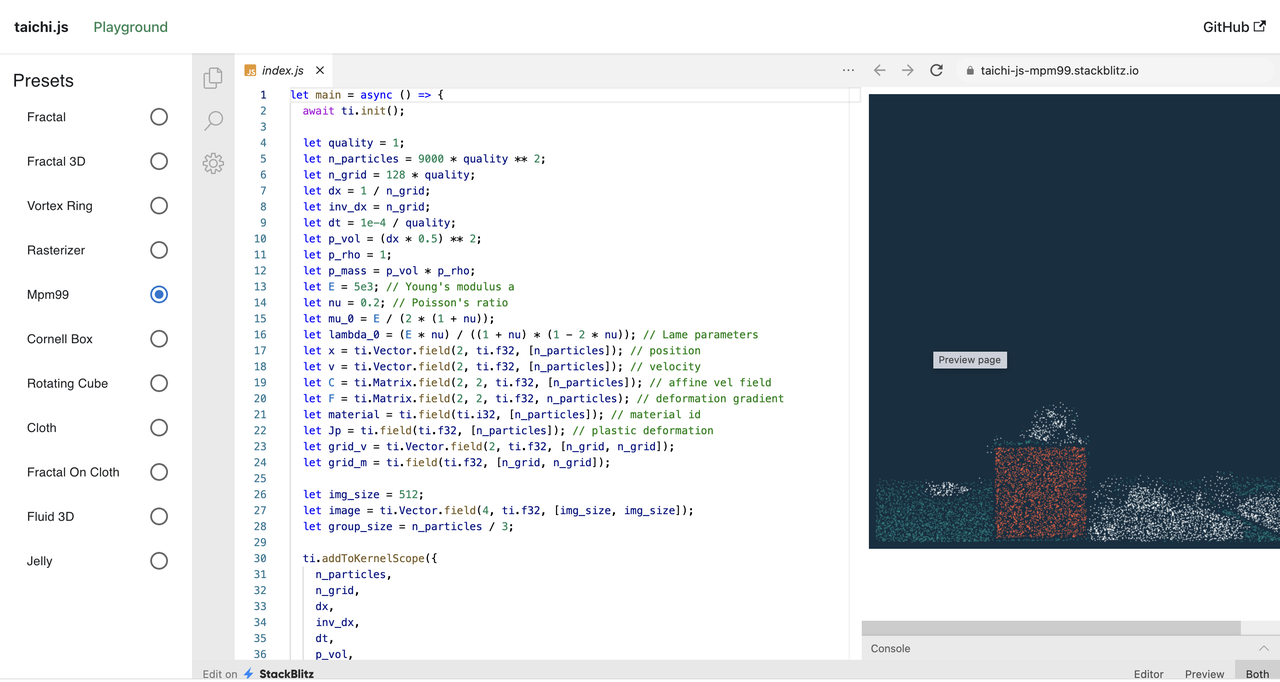 taichi.js Playground GitHub
Presets
Fractal
Fractal 3D
Vortex Ring
Rasterizer
Mpm99
Cornell Box
Rotating Cube
Cloth
Fractal On Cloth
Fluid 3D
Jelly
JS index.js ×
1 let main = async () => {
2 await ti.init();
3
4 let quality = 1;
5 let n_particles = 9000 * quality ** 2;
6 let n_grid = 128 * quality;
7 let dx = 1 / n_grid;
8 let inv_dx = n_grid;
9 let dt = 1e-4 / quality;
10 let p_vol = (dx * 0.5) ** 2;
11 let p_rho = 1;
12 let p_mass = p_vol * p_rho;
13 let E = 5e3; // Young's modulus a
14 let nu = 0.2; // Poisson's ratio
15 let mu_0 = E / (2 * (1 + nu));
16 let lambda_0 = (E * nu) / ((1 + nu) * (1 - 2 * nu)); // Lame parameters
17 let x = ti.Vector.field(2, ti.f32, [n_particles]); // position
18 let v = ti.Vector.field(2, ti.f32, [n_particles]); // velocity
19 let C = ti.Matrix.field(2, 2, ti.f32, [n_particles]); // affine vel field
20 let F = ti.Matrix.field(2, 2, ti.f32, n_particles); // deformation gradient
21 let material = ti.field(ti.i32, [n_particles]); // material id
22 let Jp = ti.field(ti.f32, [n_particles]); // plastic deformation
23 let grid_v = ti.Vector.field(2, ti.f32, [n_grid, n_grid]);
24 let grid_m = ti.field(ti.f32, [n_grid, n_grid]);
25
26 let img_size = 512;
27 let image = ti.Vector.field(4, ti.f32, [img_size, img_size]);
28 let group_size = n_particles / 3;
29
30 ti.addToKernelScope({
31 n_particles,
32 n_grid,
33 dx,
34 inv_dx,
35 dt,
36 p_vol,
Edit on StackBlitz
taichi-js-mpm99.stackblitz.io
Preview page
Console
Editor Preview Both